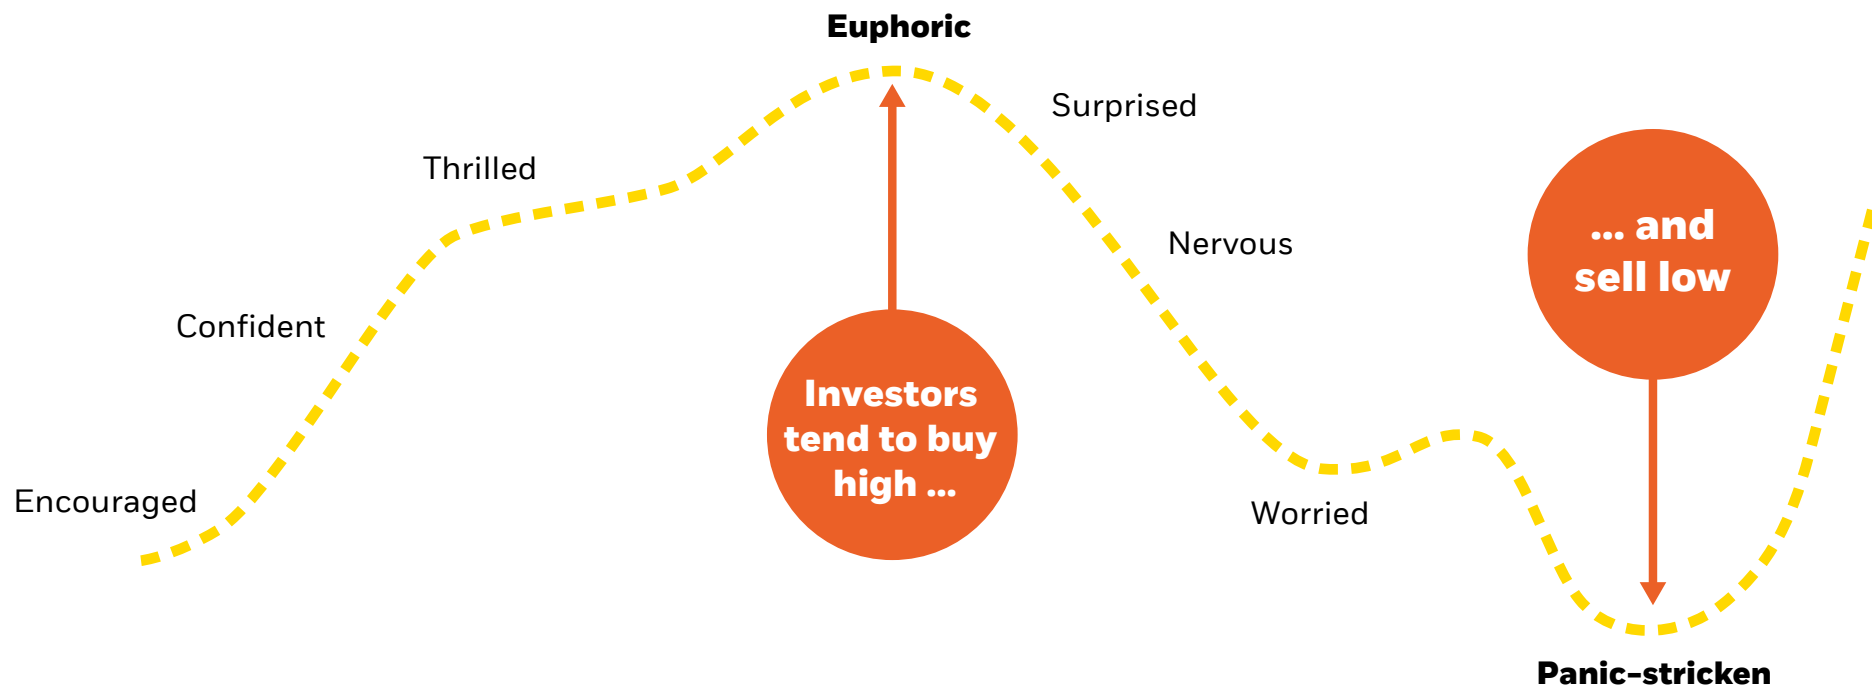 Euphoric
Surprised
Thrilled
... and
sell low
Nervous
Confident
Investors
tend to buy
high ...
Encouraged
Worried
Panic-stricken